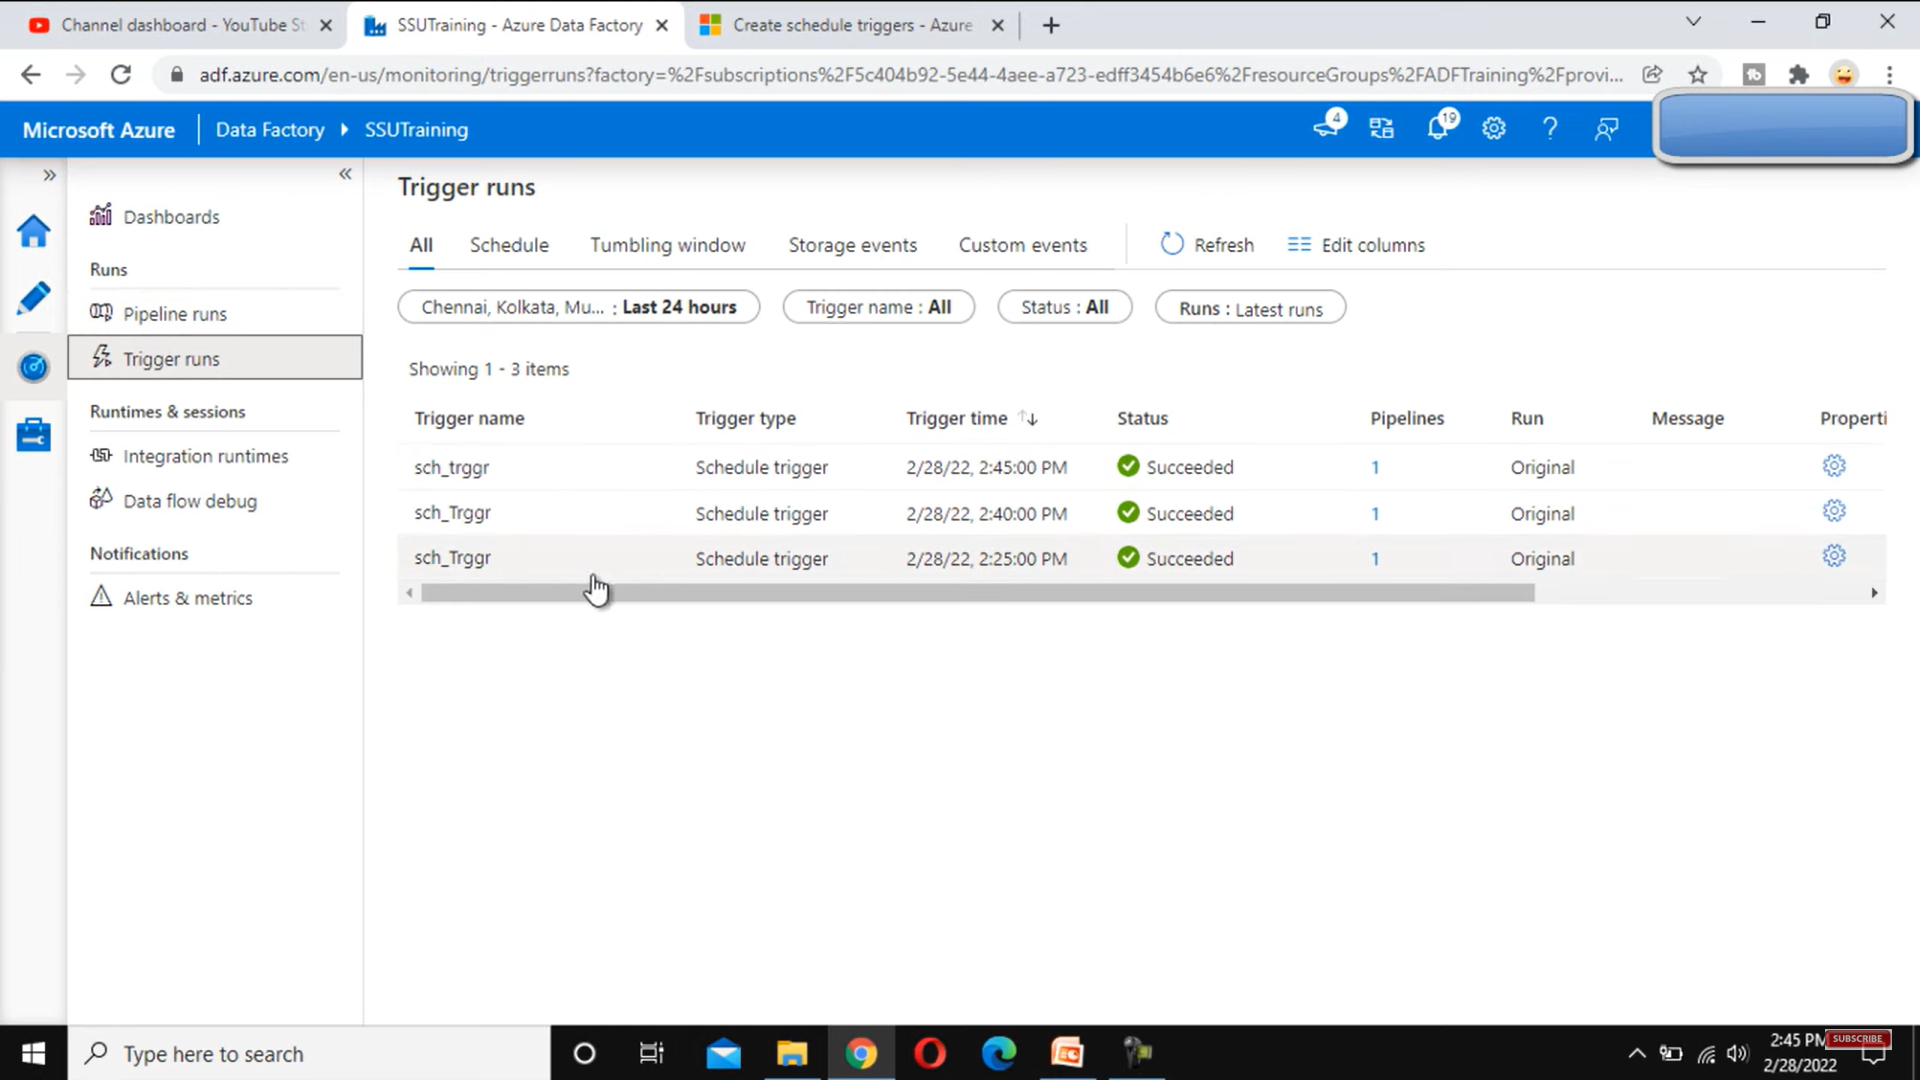 Channel dashboard - YouTube St
SSUTraining - Azure Data Factory
Create schedule triggers - Azure
adf.azure.com/en-us/monitoring/triggerruns?factory=%2Fsubscriptions%2F5c404b92-5e44-4aee-a723-edff3454b6e6%2FresourceGroups%2FADFTraining%2Fprovi...
Microsoft Azure
Data Factory
SSUTraining
4
19
Dashboards
Runs
Pipeline runs
Trigger runs
Runtimes & sessions
Integration runtimes
Data flow debug
Notifications
Alerts & metrics
Trigger runs
All Schedule Tumbling window Storage events Custom events Refresh Edit columns
Chennai, Kolkata, Mu... : Last 24 hours Trigger name : All Status : All Runs : Latest runs
Showing 1 - 3 items
Trigger name Trigger type Trigger time Status Pipelines Run Message Properti
sch_trggr Schedule trigger 2/28/22, 2:45:00 PM Succeeded 1 Original
sch_Trggr Schedule trigger 2/28/22, 2:40:00 PM Succeeded 1 Original
sch_Trggr Schedule trigger 2/28/22, 2:25:00 PM Succeeded 1 Original
Type here to search
2:45 PM
SUBSCRIBE
2/28/2022